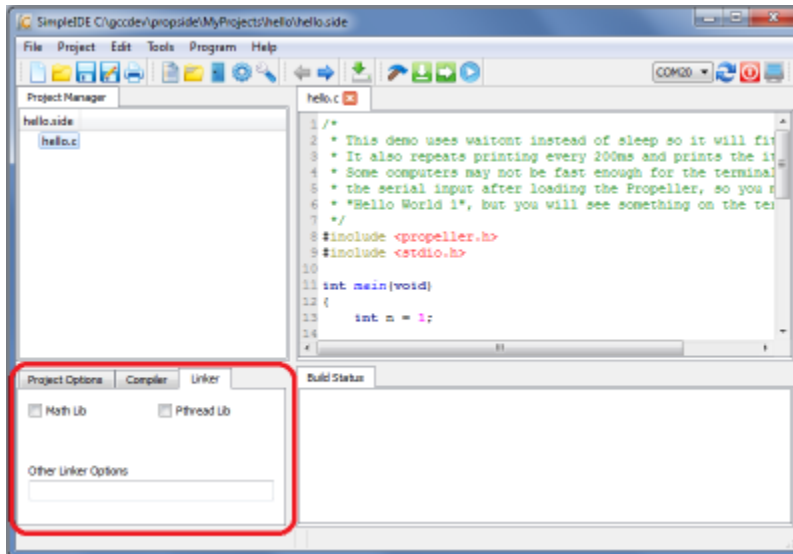 SimpleIDE C:\gccdev\propside\MyProjects\hello\hello.side
File Project Edit Tools Program Help
COM20
Project Manager
hello.side
hello.c
hello.c
1 /*
2 * This demo uses waitcnt instead of sleep so it will fit
3 * It also repeats printing every 200ms and prints the it
4 * Some computers may not be fast enough for the terminal
5 * the serial input after loading the Propeller, so you m
6 * "Hello World 1", but you will see something on the ter
7 */
8 #include <propeller.h>
9 #include <stdio.h>
10
11 int main(void)
12 {
13 int n = 1;
14
Project Options Compiler Linker
Math Lib Pthread Lib
Other Linker Options
Build Status